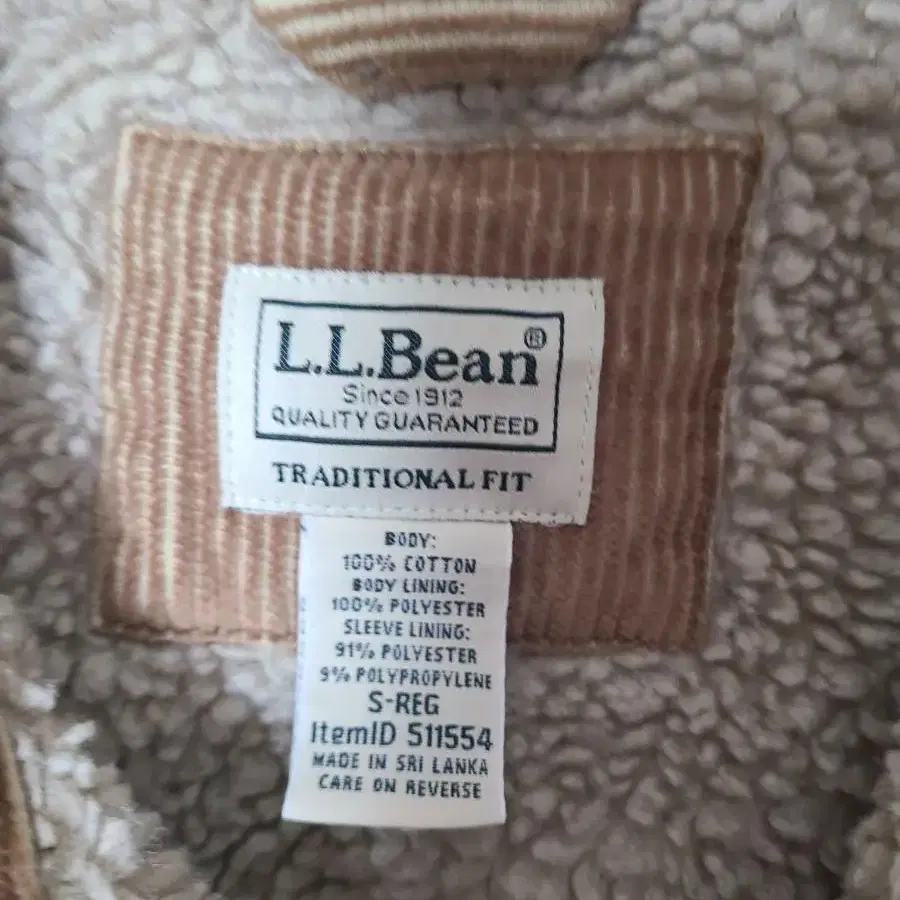 L.L.Bean®
Since 1912
QUALITY GUARANTEED
TRADITIONAL FIT
BODY:
100% COTTON
BODY LINING:
100% POLYESTER
SLEEVE LINING:
91% POLYESTER
9% POLYPROPYLENE
S-REG
ItemID 511554
MADE IN SRI LANKA
CARE ON REVERSE